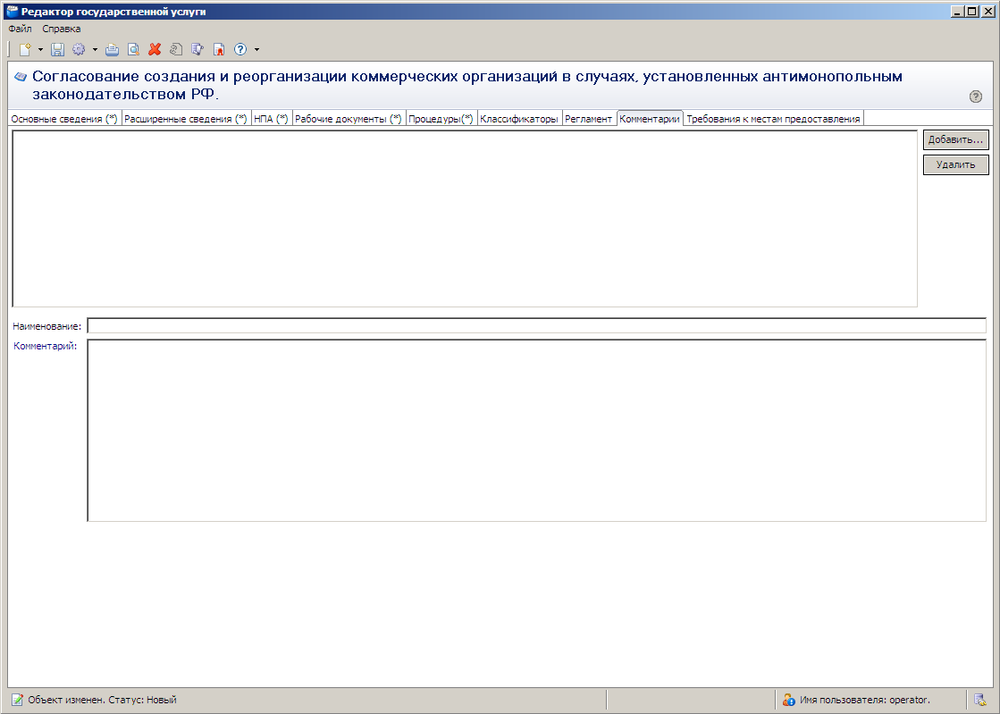 Редактор государственной услуги
Файл Справка
Согласование создания и реорганизации коммерческих организаций в случаях, установленных антимонопольным
законодательством РФ.
Основные сведения (*) Расширенные сведения (*) НПА (*) Рабочие документы (*) Процедуры(*) Классификаторы Регламент Комментарии Требования к местам предоставления
Добавить...
Удалить
Наименование:
Комментарий:
Объект изменен. Статус: Новый Имя пользователя: operator.